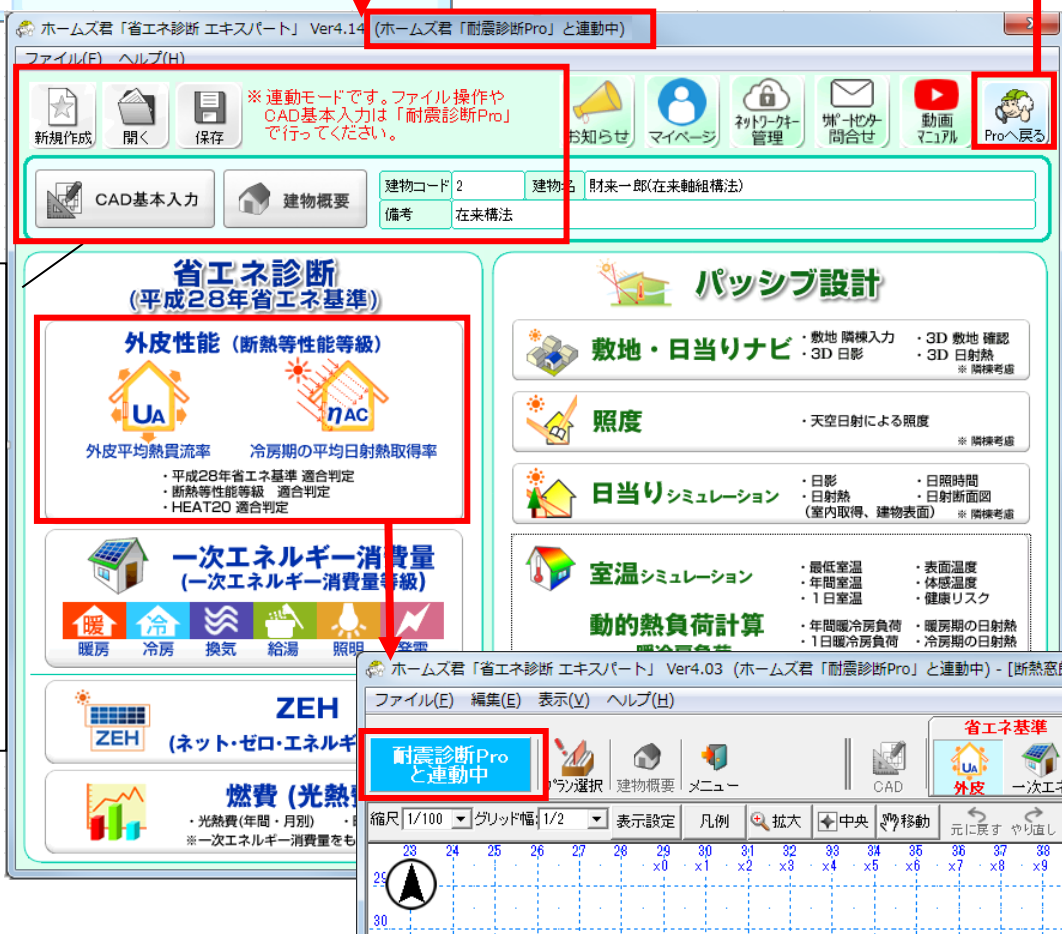 ホームズ君「省エネ診断 エキスパート」 Ver4.14 (ホームズ君「耐震診断Pro」と連動中)
ファイル(F) ヘルプ(H)
新規作成
開く
保存
※連動モードです。ファイル操作や
CAD基本入力は「耐震診断Pro」
で行ってください。
お知らせ
マイページ
ネットワークキー
管理
サポートセンター
問合せ
動画
マニュアル
Proへ戻る
CAD基本入力
建物概要
建物コード 2 建物名 財来一郎(在来軸組構法)
備考 在来構法
省エネ診断
(平成28年省エネ基準)
外皮性能 (断熱等性能等級)
UA
ηAC
外皮平均熱貫流率 冷房期の平均日射熱取得率
・平成28年省エネ基準 適合判定
・断熱等性能等級 適合判定
・HEAT20 適合判定
一次エネルギー消費量
(一次エネルギー消費量等級)
暖 冷
暖房 冷房 換気 給湯 照明 発電
ZEH
ZEH
(ネット・ゼロ・エネルギ
燃費 (光熱
・光熱費(年間・月別)
※一次エネルギー消費量をも
パッシブ設計
敷地・日当りナビ
・敷地 隣棟入力 ・3D 敷地 確認
・3D 日影 ・3D 日射熱
※ 隣棟考慮
照度
・天空日射による照度
※ 隣棟考慮
日当りシミュレーション
・日影 ・日照時間
・日射熱 ・日射断面図
(室内取得、建物表面) ※ 隣棟考慮
室温シミュレーション
・最低室温 ・表面温度
・年間室温 ・体感温度
・1日室温 ・健康リスク
動的熱負荷計算
・年間暖冷房負荷 ・暖房期の日射熱
・1日暖冷房負荷 ・冷房期の日射熱
ホームズ君「省エネ診断 エキスパート」 Ver4.03 (ホームズ君「耐震診断Pro」と連動中) - [断熱窓
ファイル(F) 編集(E) 表示(V) ヘルプ(H)
耐震診断Pro
と連動中
プラン選択
建物概要
メニュー
CAD
省エネ基準
UA
外皮
一次エネ
縮尺 1/100 グリッド幅: 1/2 表示設定 凡例 拡大 中央 移動 元に戻す やり直し
23 24 25 26 27 28 29 30 31 32 33 34 35 36 37 38
x0 x1 x2 x3 x4 x5 x6 x7 x8 x9
29
30